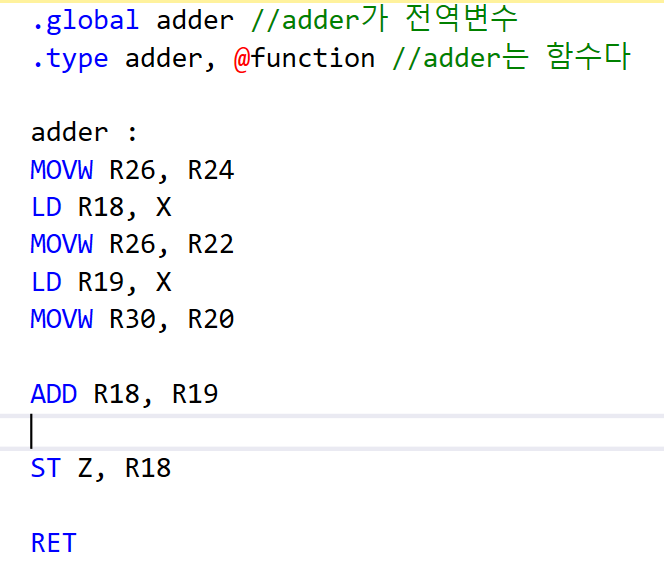 .global adder //adder가 전역변수
.type adder, @function //adder는 함수다
adder :
MOVW R26, R24
LD R18, X
MOVW R26, R22
LD R19, X
MOVW R30, R20
ADD R18, R19
ST Z, R18
RET